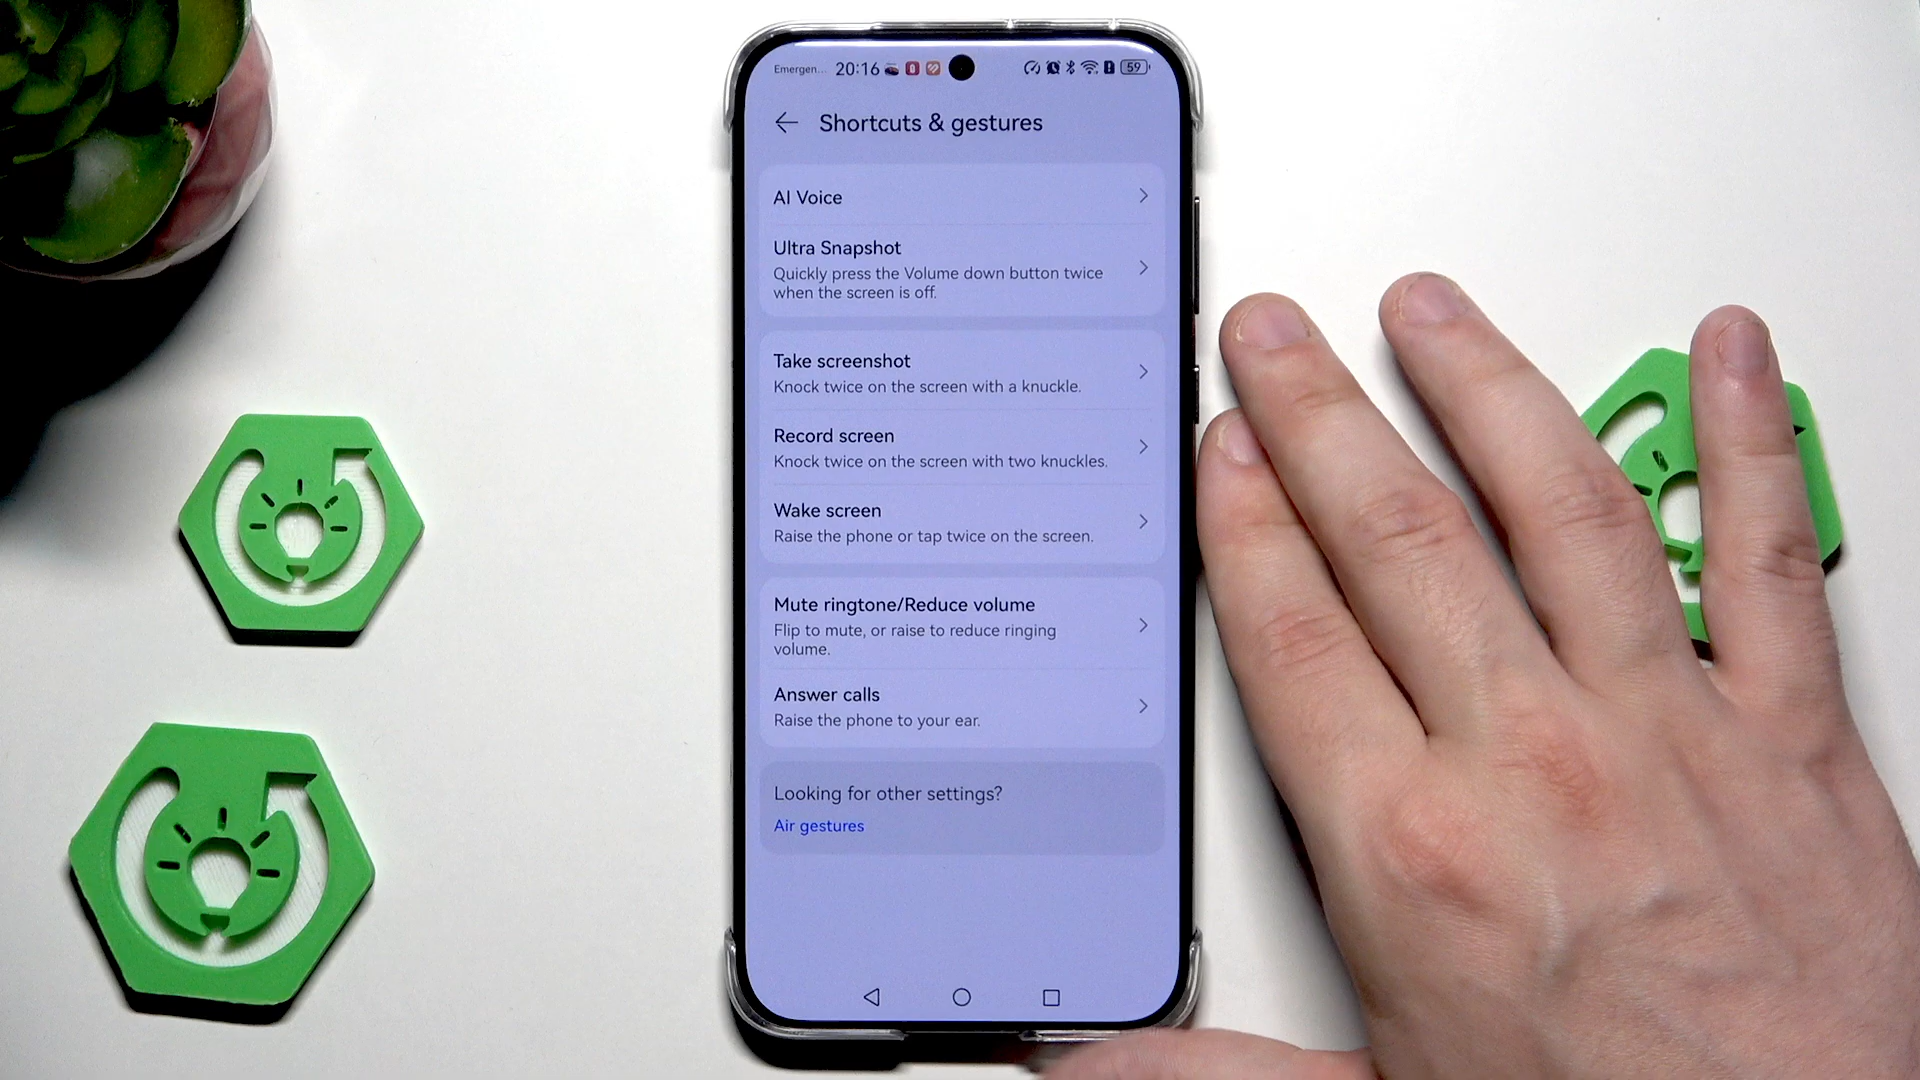 Emergen... 20:16 59
Shortcuts & gestures
AI Voice
Ultra Snapshot
Quickly press the Volume down button twice
when the screen is off.
Take screenshot
Knock twice on the screen with a knuckle.
Record screen
Knock twice on the screen with two knuckles.
Wake screen
Raise the phone or tap twice on the screen.
Mute ringtone/Reduce volume
Flip to mute, or raise to reduce ringing
volume.
Answer calls
Raise the phone to your ear.
Looking for other settings?
Air gestures